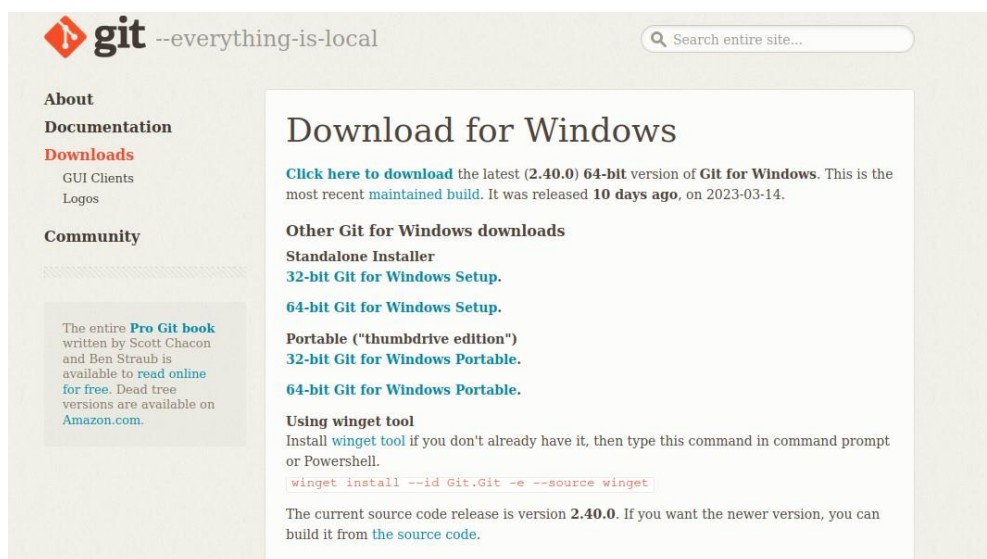 git --everything-is-local
Search entire site...
About
Documentation
Downloads
GUI Clients
Logos
Community
The entire Pro Git book
written by Scott Chacon
and Ben Straub is
available to read online
for free. Dead tree
versions are available on
Amazon.com.
Download for Windows
Click here to download the latest (2.40.0) 64-bit version of Git for Windows. This is the
most recent maintained build. It was released 10 days ago, on 2023-03-14.
Other Git for Windows downloads
Standalone Installer
32-bit Git for Windows Setup.
64-bit Git for Windows Setup.
Portable ("thumbdrive edition")
32-bit Git for Windows Portable.
64-bit Git for Windows Portable.
Using winget tool
Install winget tool if you don't already have it, then type this command in command prompt
or Powershell.
winget install --id Git.Git -e --source winget
The current source code release is version 2.40.0. If you want the newer version, you can
build it from the source code.